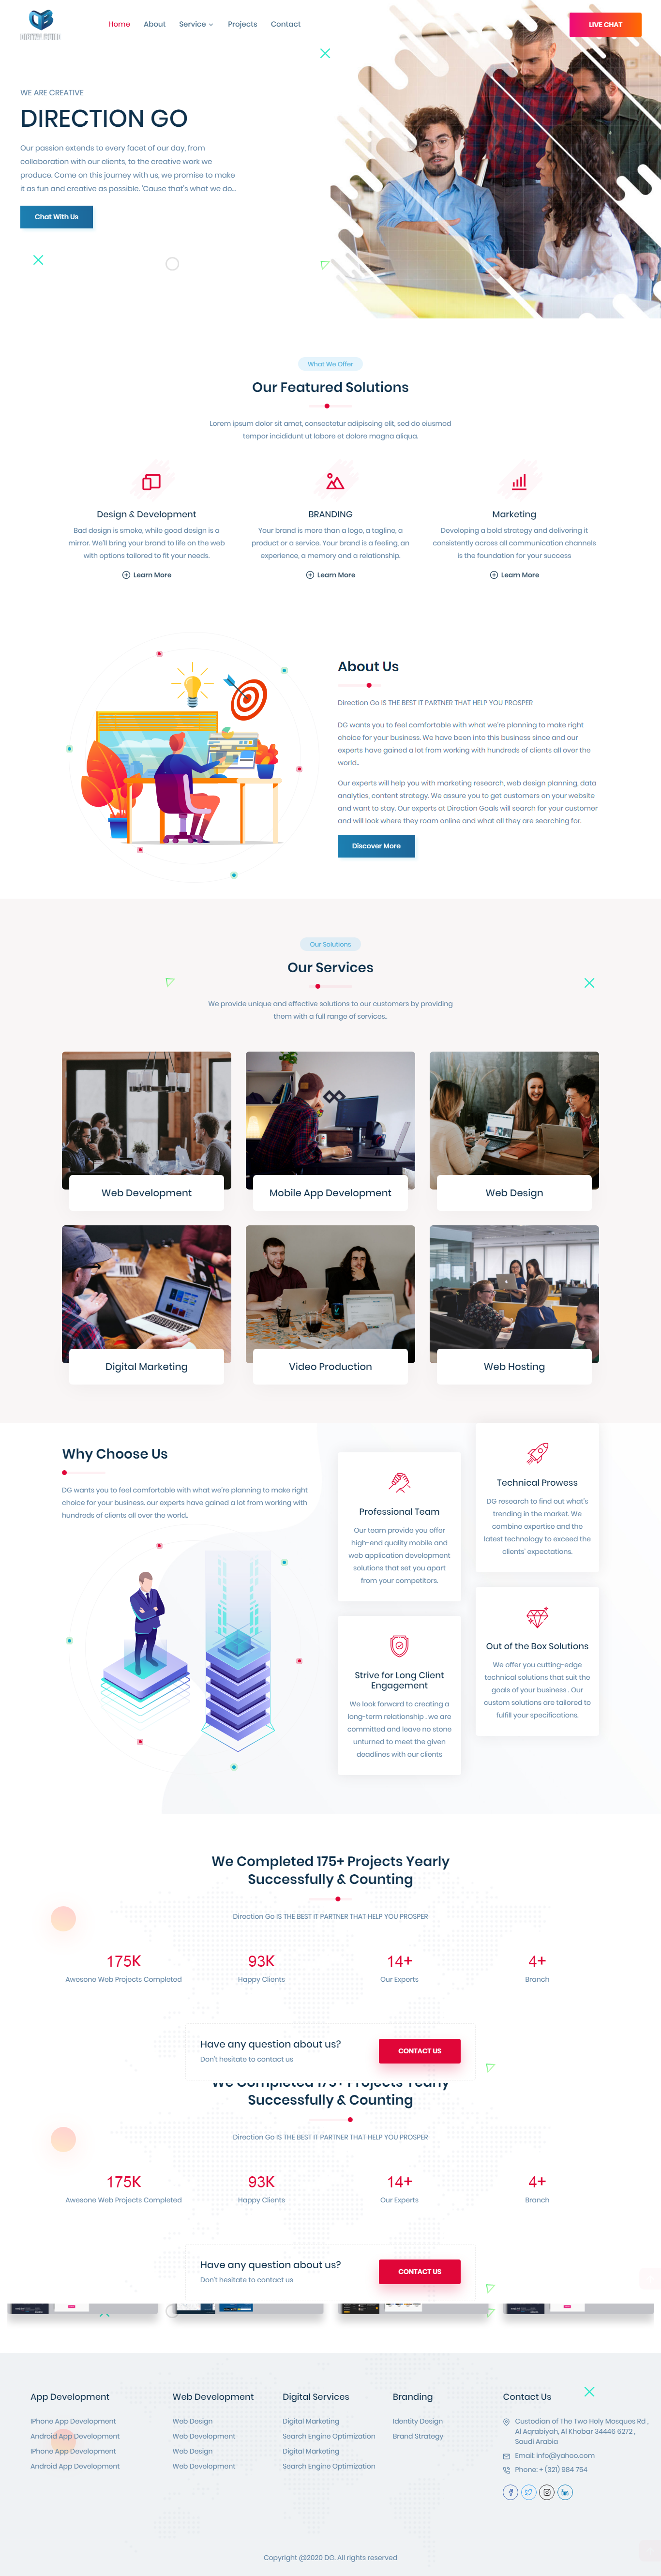 Home About Service Projects Contact
LIVE CHAT
WE ARE CREATIVE
DIRECTION GO
Our passion extends to every facet of our day, from
collaboration with our clients, to the creative work we
produce. Come on this journey with us, we promise to make
it as fun and creative as possible. 'Cause that's what we do...
Chat With Us
What We Offer
Our Featured Solutions
Lorem ipsum dolor sit amet, consectetur adipiscing elit, sed do eiusmod
tempor incididunt ut labore et dolore magna aliqua.
Design & Development
Bad design is smoke, while good design is a
mirror. We'll bring your brand to life on the web
with options tailored to fit your needs.
Learn More
BRANDING
Your brand is more than a logo, a tagline, a
product or a service. Your brand is a feeling, an
experience, a memory and a relationship.
Learn More
Marketing
Developing a bold strategy and delivering it
consistently across all communication channels
is the foundation for your success
Learn More
About Us
Direction Go IS THE BEST IT PARTNER THAT HELP YOU PROSPER
DG wants you to feel comfortable with what we're planning to make right
choice for your business. We have been into this business since and our
experts have gained a lot from working with hundreds of clients all over the
world..
Our experts will help you with marketing research, web design planning, data
analytics, content strategy. We assure you to get customers on your website
and want to stay. Our experts at Direction Goals will search for your customer
and will look where they roam online and what all they are searching for.
Discover More
Our Solutions
Our Services
We provide unique and effective solutions to our customers by providing
them with a full range of services..
Web Development
Mobile App Development
Web Design
Digital Marketing
Video Production
Web Hosting
Why Choose Us
DG wants you to feel comfortable with what we're planning to make right
choice for your business. our experts have gained a lot from working with
hundreds of clients all over the world..
Professional Team
Our team provide you offer
high-end quality mobile and
web application development
solutions that set you apart
from your competitors.
Technical Prowess
DG research to find out what's
trending in the market. We
combine expertise and the
latest technology to exceed the
clients' expectations.
Strive for Long Client
Engagement
We look forward to creating a
long-term relationship . we are
committed and leave no stone
unturned to meet the given
deadlines with our clients
Out of the Box Solutions
We offer you cutting-edge
technical solutions that suit the
goals of your business . Our
custom solutions are tailored to
fulfill your specifications.
We Completed 175+ Projects Yearly
Successfully & Counting
Direction Go IS THE BEST IT PARTNER THAT HELP YOU PROSPER
175K
Awesone Web Projects Completed
93K
Happy Clients
14+
Our Experts
4+
Branch
Have any question about us?
Don't hesitate to contact us
CONTACT US
We Completed 175+ Projects Yearly
Successfully & Counting
Direction Go IS THE BEST IT PARTNER THAT HELP YOU PROSPER
175K
Awesone Web Projects Completed
93K
Happy Clients
14+
Our Experts
4+
Branch
Have any question about us?
Don't hesitate to contact us
CONTACT US
App Development
IPhone App Development
Android App Development
IPhone App Development
Android App Development
Web Development
Web Design
Web Development
Web Design
Web Development
Digital Services
Digital Marketing
Search Engine Optimization
Digital Marketing
Search Engine Optimization
Branding
Identity Design
Brand Strategy
Contact Us
Custodian of The Two Holy Mosques Rd ,
Al Aqrabiyah, Al Khobar 34446 6272 ,
Saudi Arabia
Email: info@yahoo.com
Phone: + (321) 984 754
Copyright @2020 DG. All rights reserved